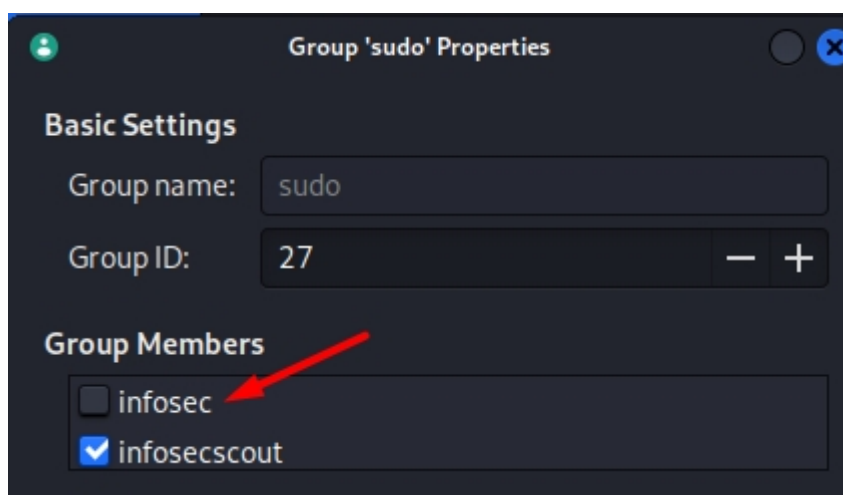 Group 'sudo' Properties
Basic Settings
Group name: sudo
Group ID: 27
Group Members
infosec
infosecscout